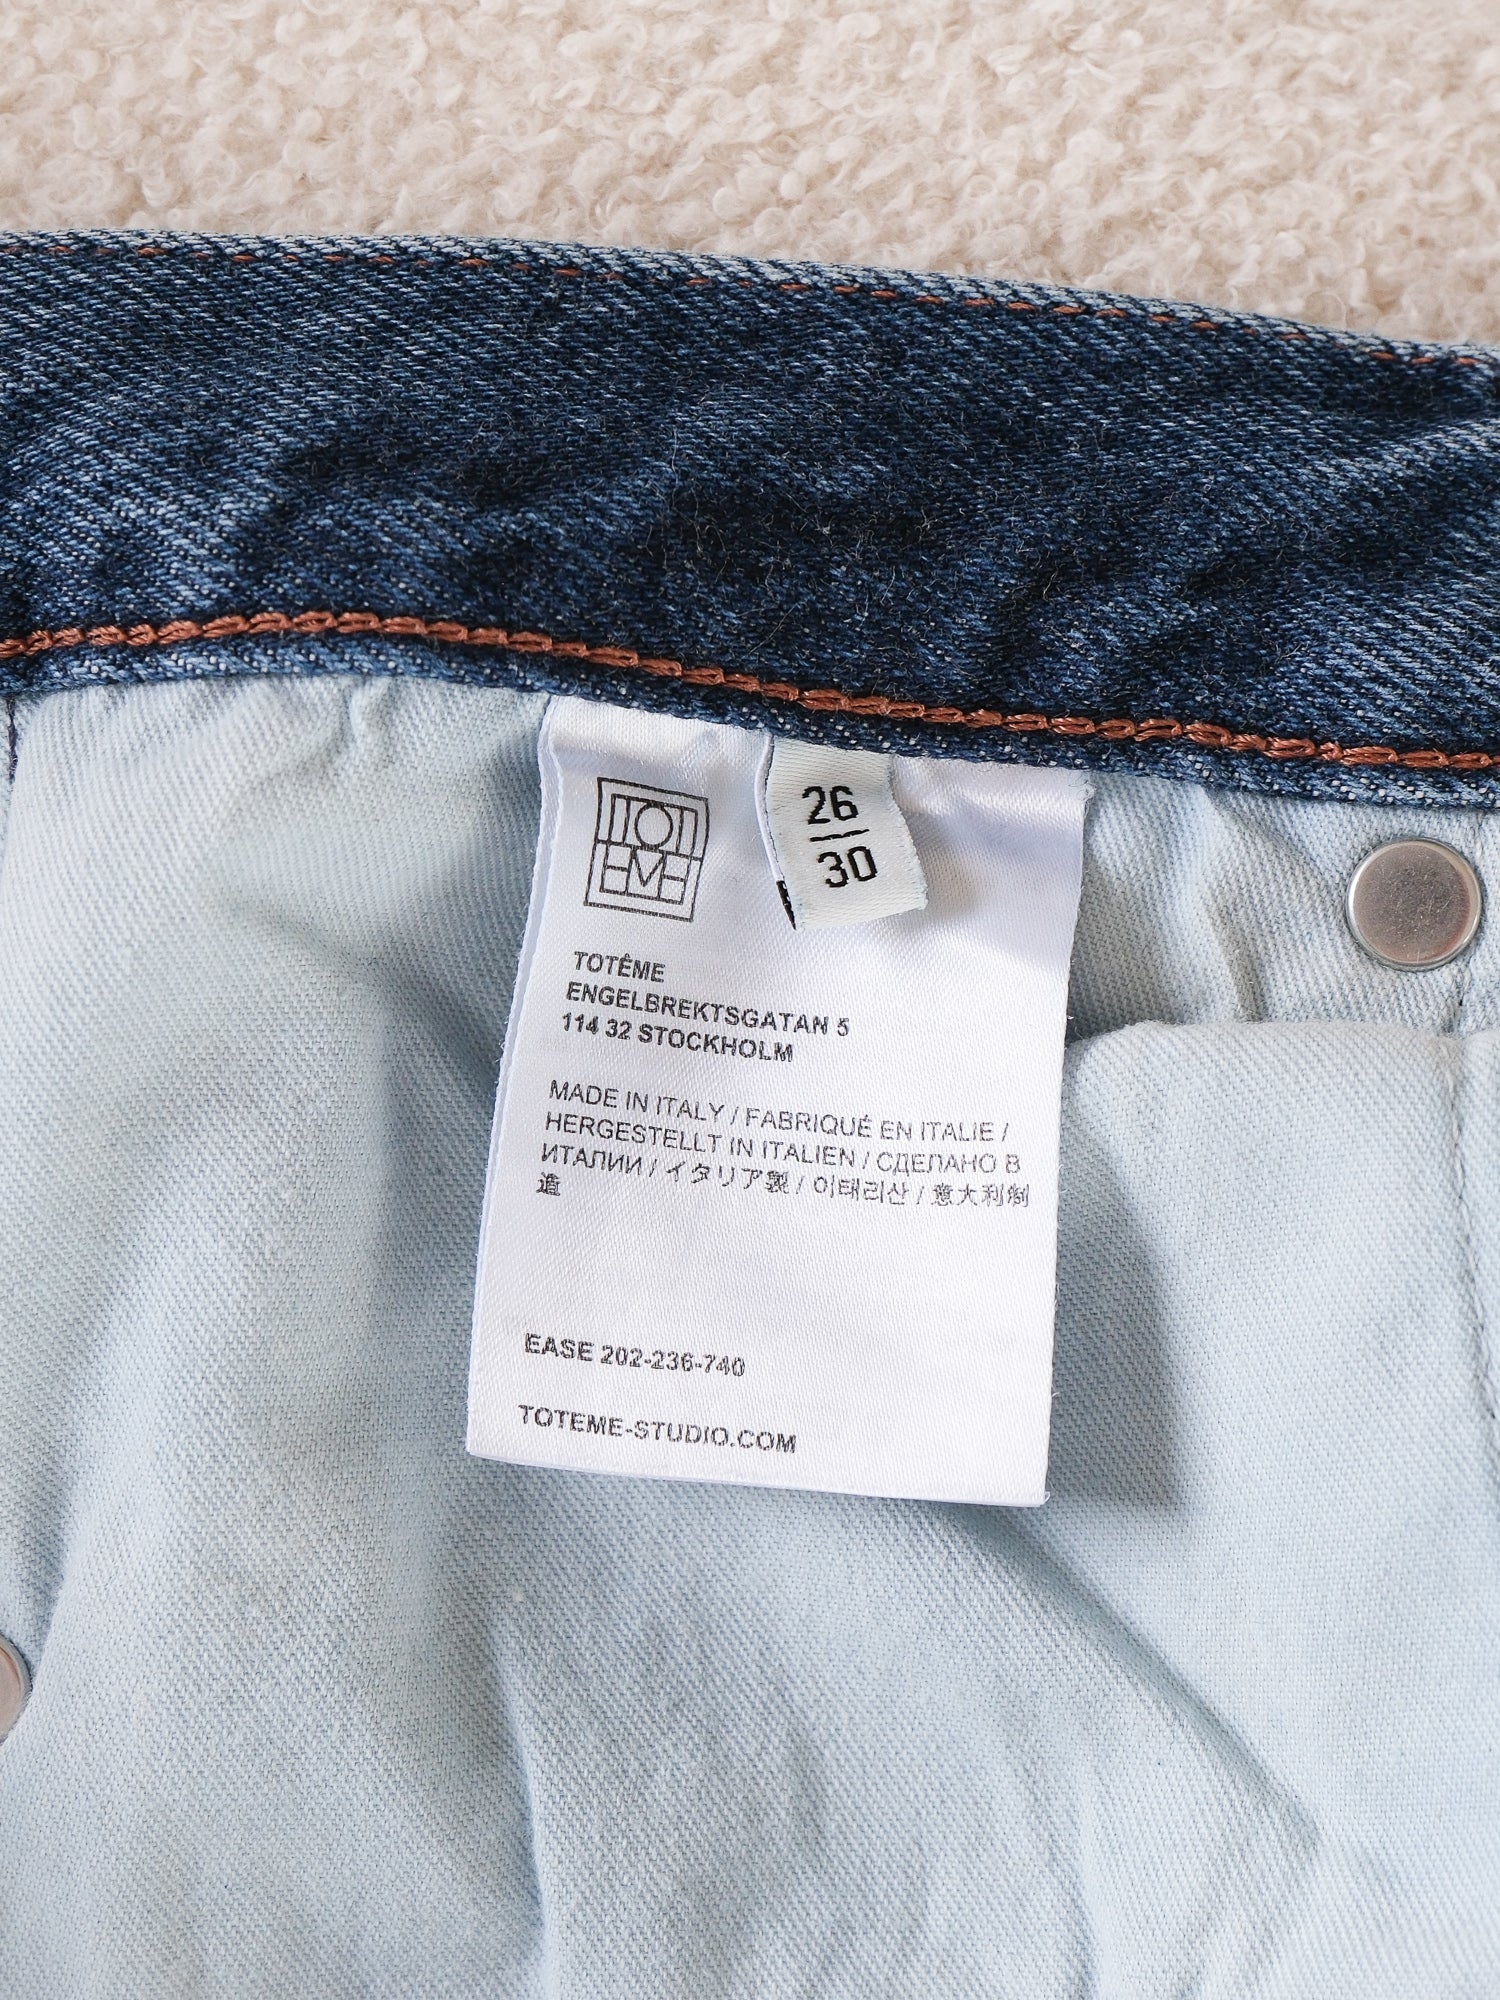 TOTEME
26
30
TOTÊME
ENGELBREKTSGATAN 5
114 32 STOCKHOLM
MADE IN ITALY / FABRIQUÉ EN ITALIE /
HERGESTELLT IN ITALIEN / СДЕЛАНО В
ИТАЛИИ / イタリア製 / 이태리산 / 意大利制
造
EASE 202-236-740
TOTEME-STUDIO.COM